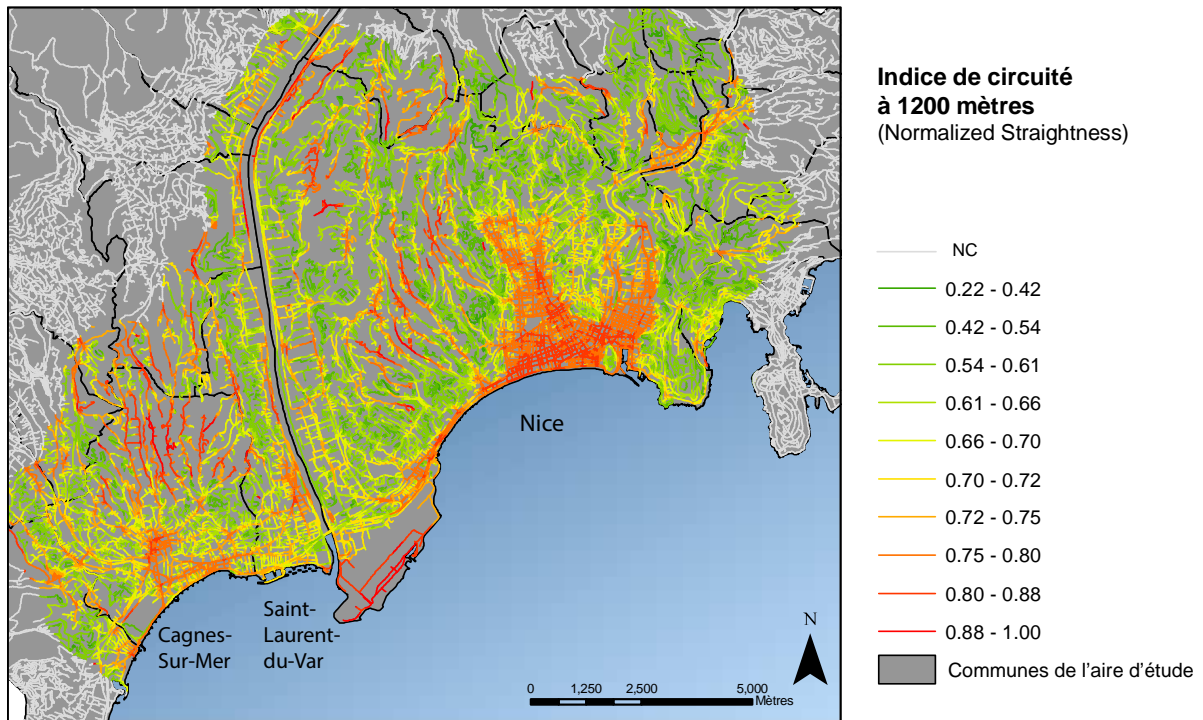 Indice de circuité
à 1200 mètres
(Normalized Straightness)
NC
0.22 - 0.42
0.42 - 0.54
0.54 - 0.61
0.61 - 0.66
0.66 - 0.70
0.70 - 0.72
0.72 - 0.75
0.75 - 0.80
0.80 - 0.88
0.88 - 1.00
Communes de l'aire d'étude
Nice
Cagnes-
Sur-Mer
Saint-
Laurent-
du-Var
N
0 1,250 2,500 5,000
Mètres